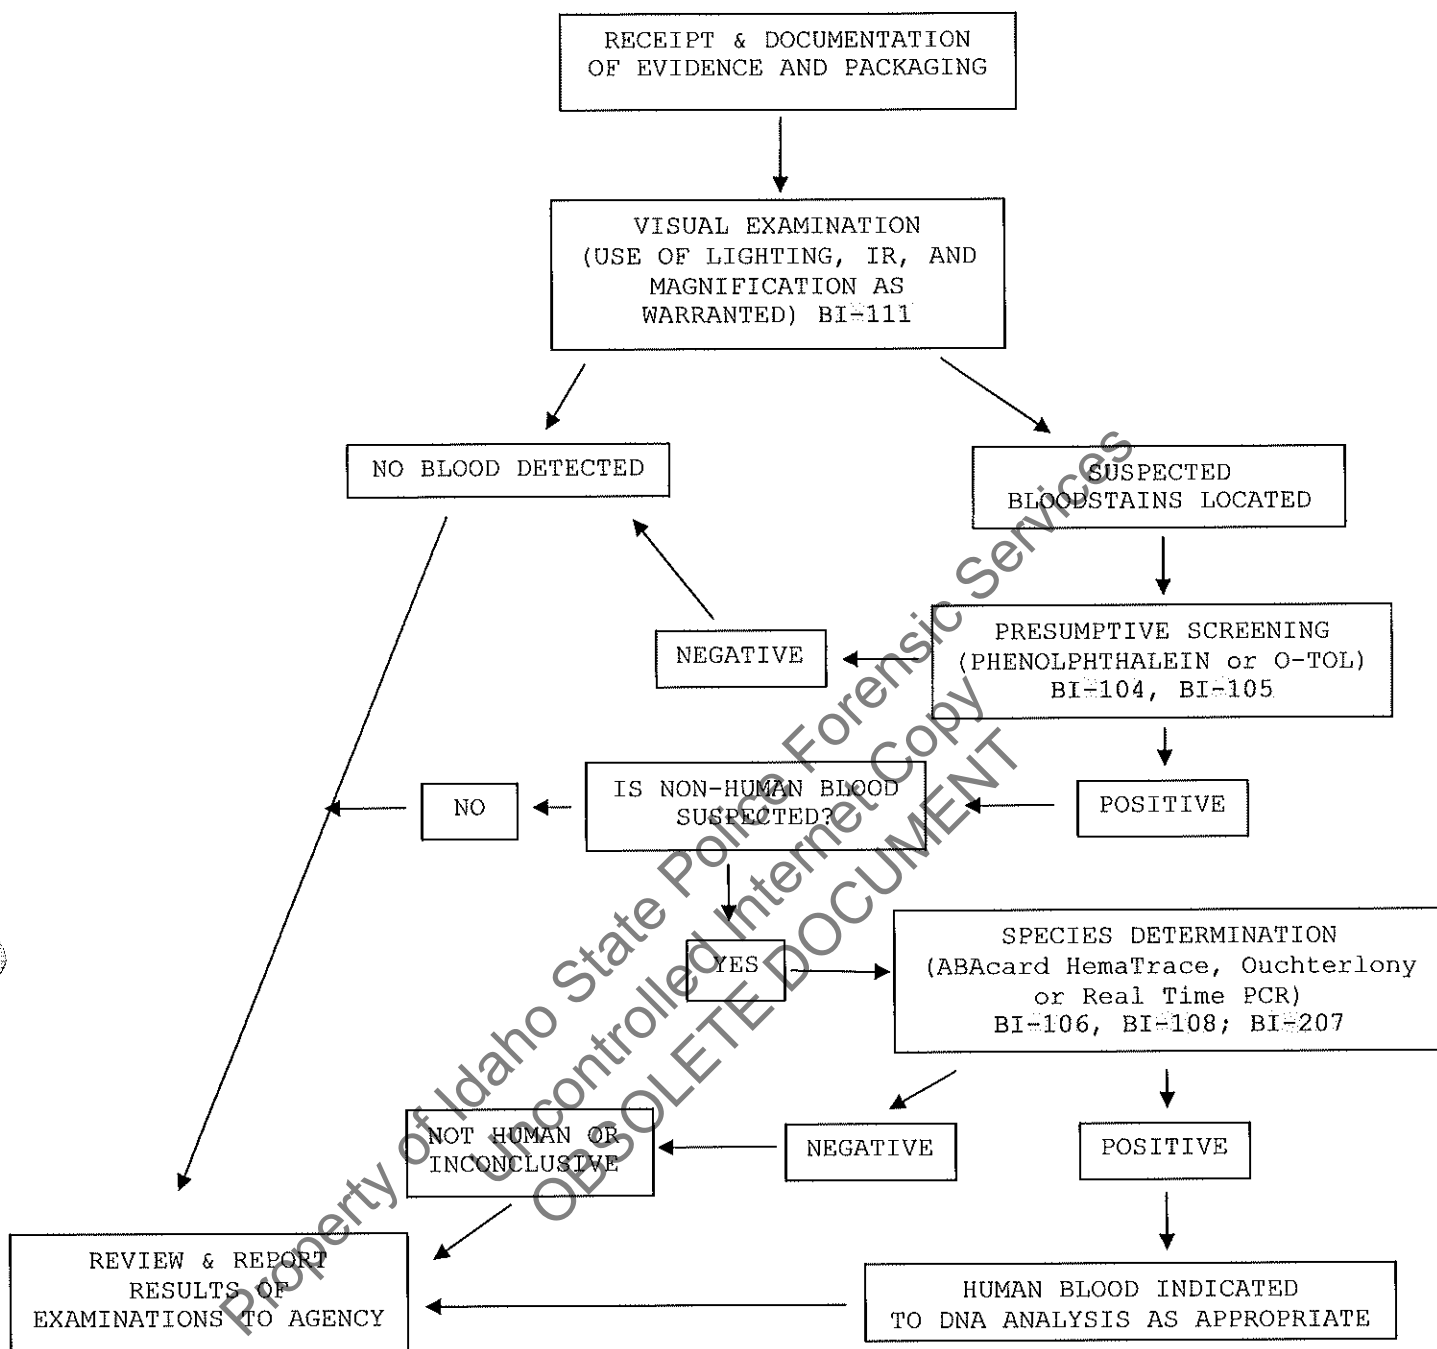 RECEIPT & DOCUMENTATION
OF EVIDENCE AND PACKAGING
VISUAL EXAMINATION
(USE OF LIGHTING, IR, AND
MAGNIFICATION AS
WARRANTED) BI-111
NO BLOOD DETECTED
SUSPECTED
BLOODSTAINS LOCATED
PRESUMPTIVE SCREENING
(PHENOLPHTHALEIN or O-TOL)
BI-104, BI-105
NEGATIVE
POSITIVE
IS NON-HUMAN BLOOD
SUSPECTED?
NO
YES
SPECIES DETERMINATION
(ABAcard HemaTrace, Ouchterlony
or Real Time PCR)
BI-106, BI-108; BI-207
NEGATIVE
POSITIVE
NOT HUMAN OR
INCONCLUSIVE
REVIEW & REPORT
RESULTS OF
EXAMINATIONS TO AGENCY
HUMAN BLOOD INDICATED
TO DNA ANALYSIS AS APPROPRIATE
Property of Idaho State Police Forensic Services
Uncontrolled Internet Copy
OBSOLETE DOCUMENT